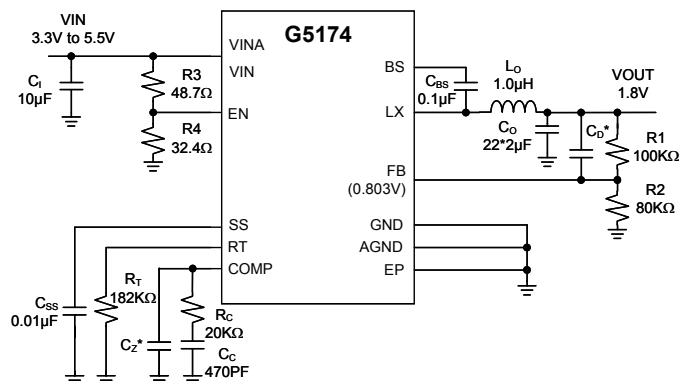 VIN
3.3V to 5.5V
G5174
VINA
VIN
EN
SS
RT
COMP
BS
LX
FB
(0.803V)
GND
AGND
EP
CI
10µF
R3
48.7Ω
R4
32.4Ω
CBS
0.1µF
LO
1.0µH
VOUT
1.8V
CO
22*2µF
CD*
R1
100KΩ
R2
80KΩ
CSS
0.01µF
RT
182KΩ
CZ*
RC
20KΩ
CC
470PF